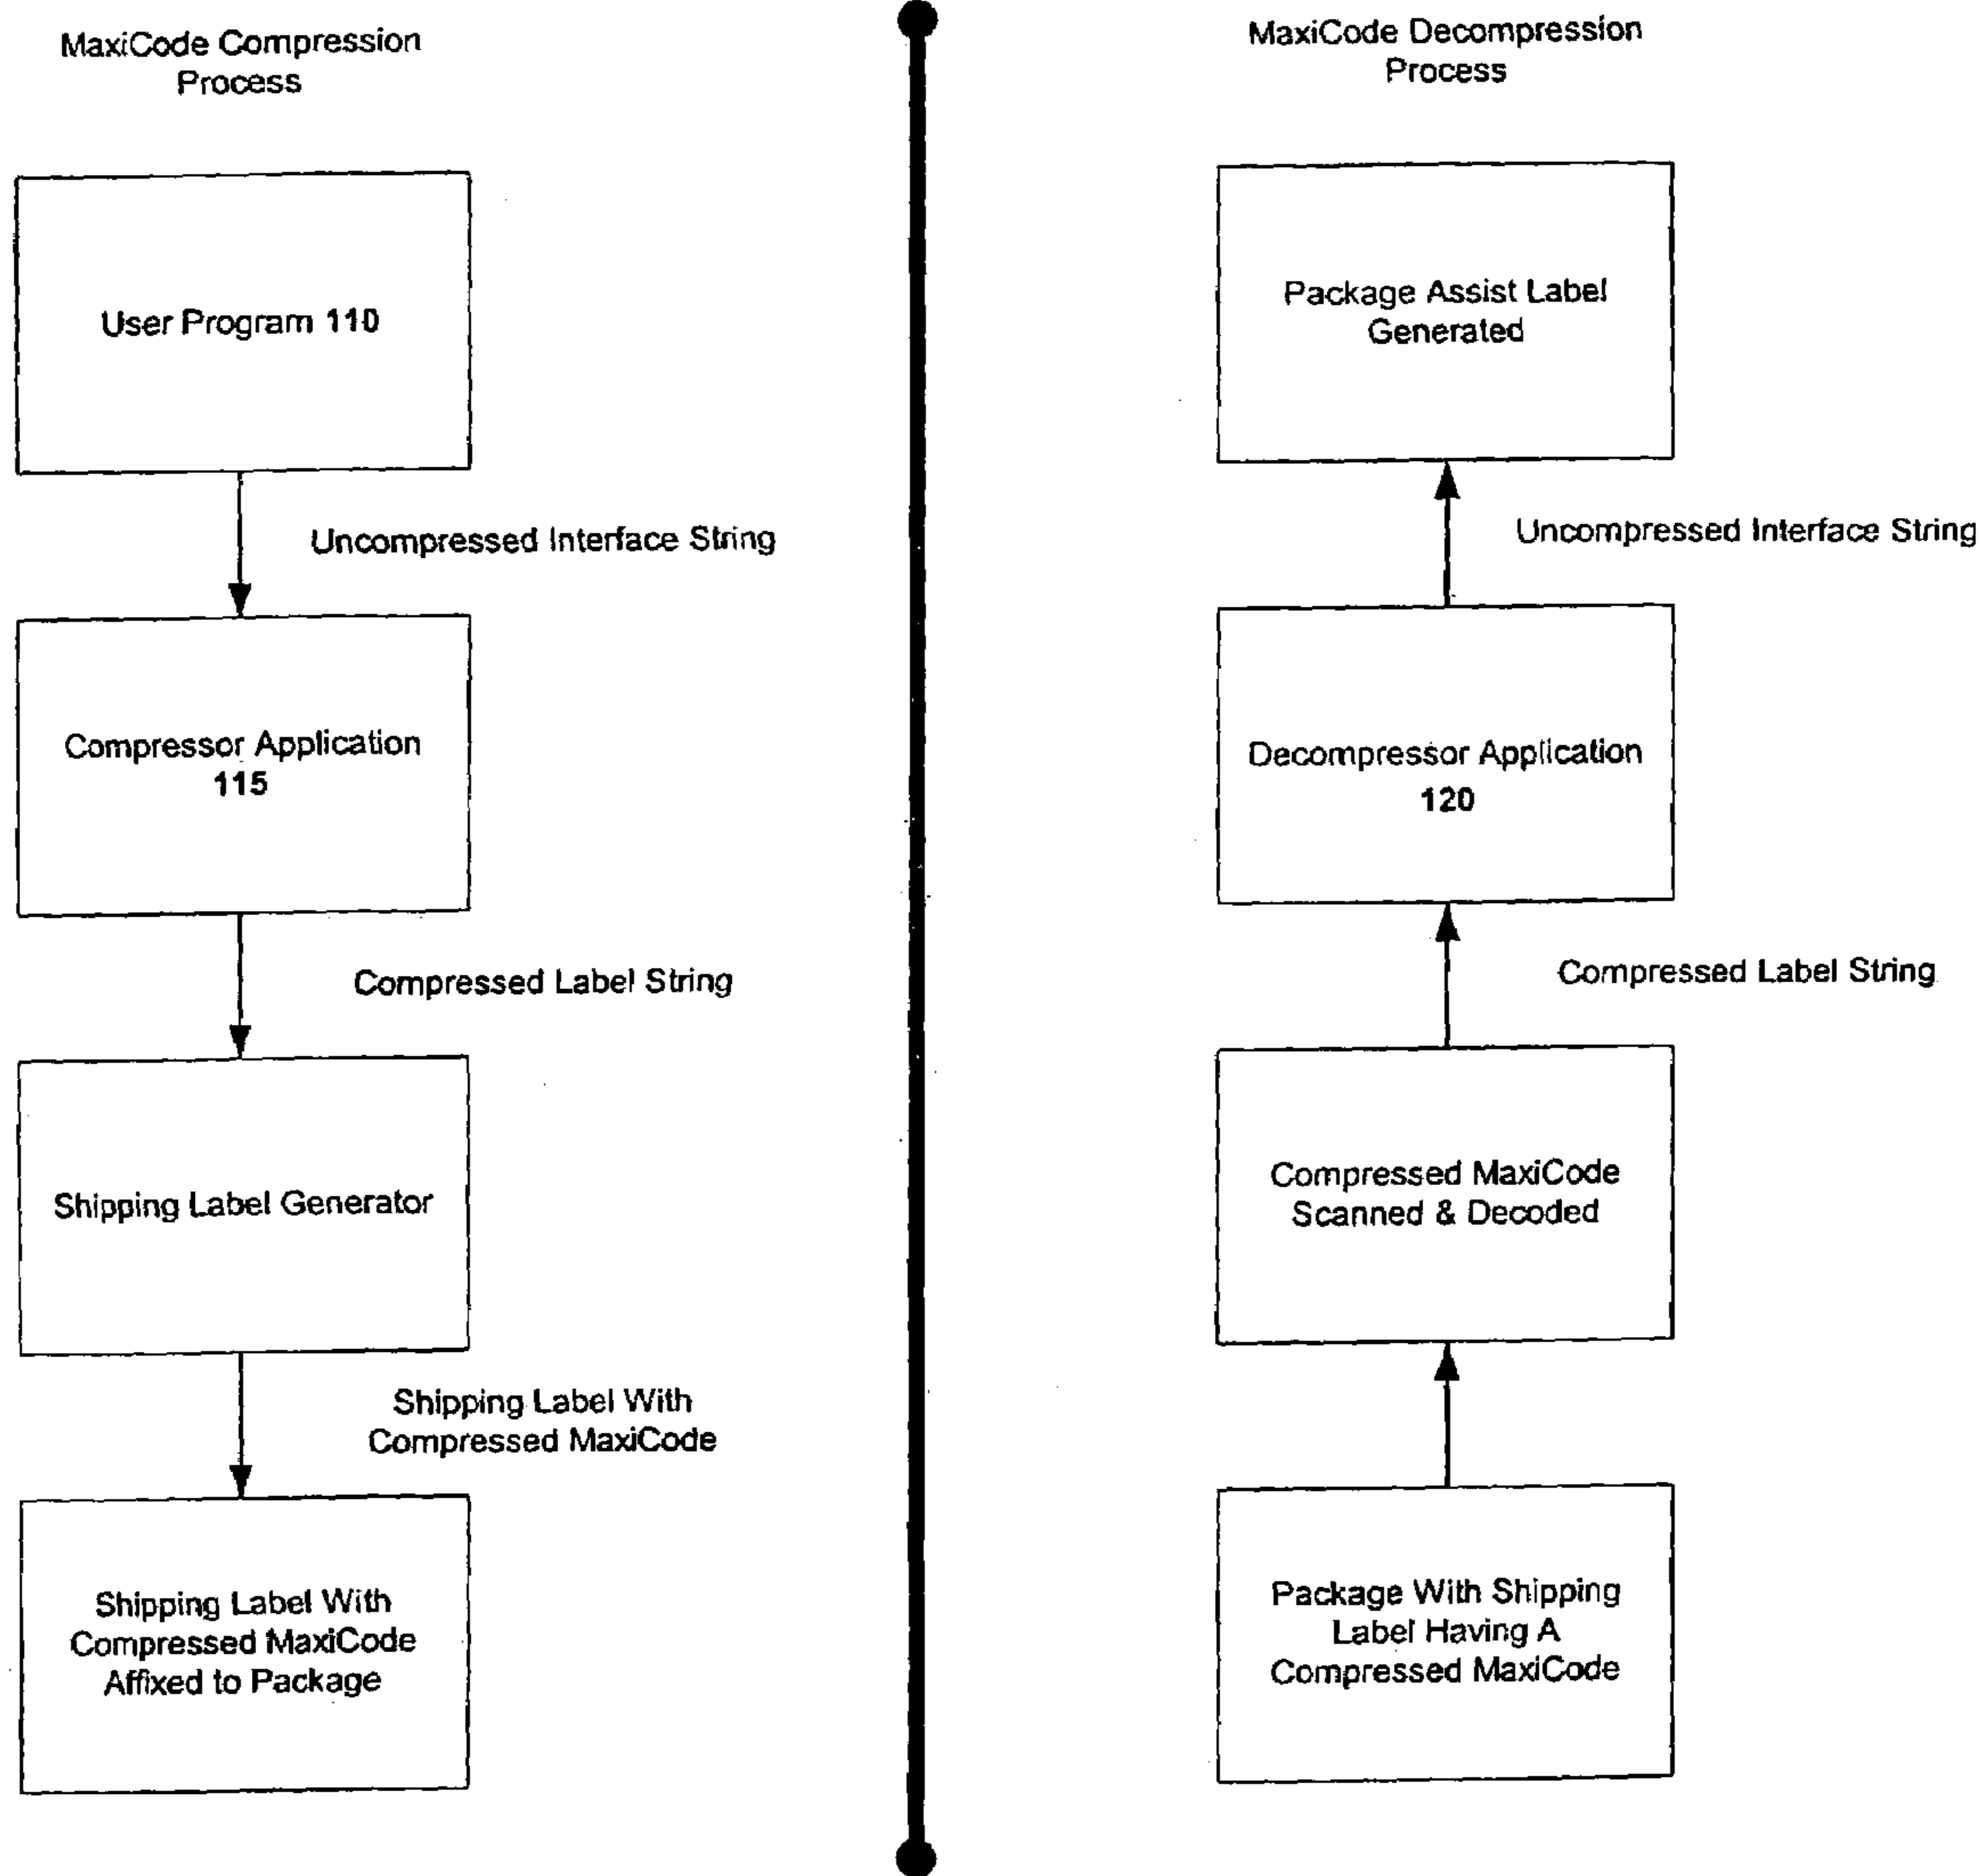 MaxiCode Compression
Process
User Program 110
Uncompressed Interface String
Compressor Application
115
Compressed Label String
Shipping Label Generator
Shipping Label With
Compressed MaxiCode
Shipping Label With
Compressed MaxiCode
Affixed to Package
MaxiCode Decompression
Process
Package Assist Label
Generated
Uncompressed Interface String
Decompressor Application
120
Compressed Label String
Compressed MaxiCode
Scanned & Decoded
Package With Shipping
Label Having A
Compressed MaxiCode